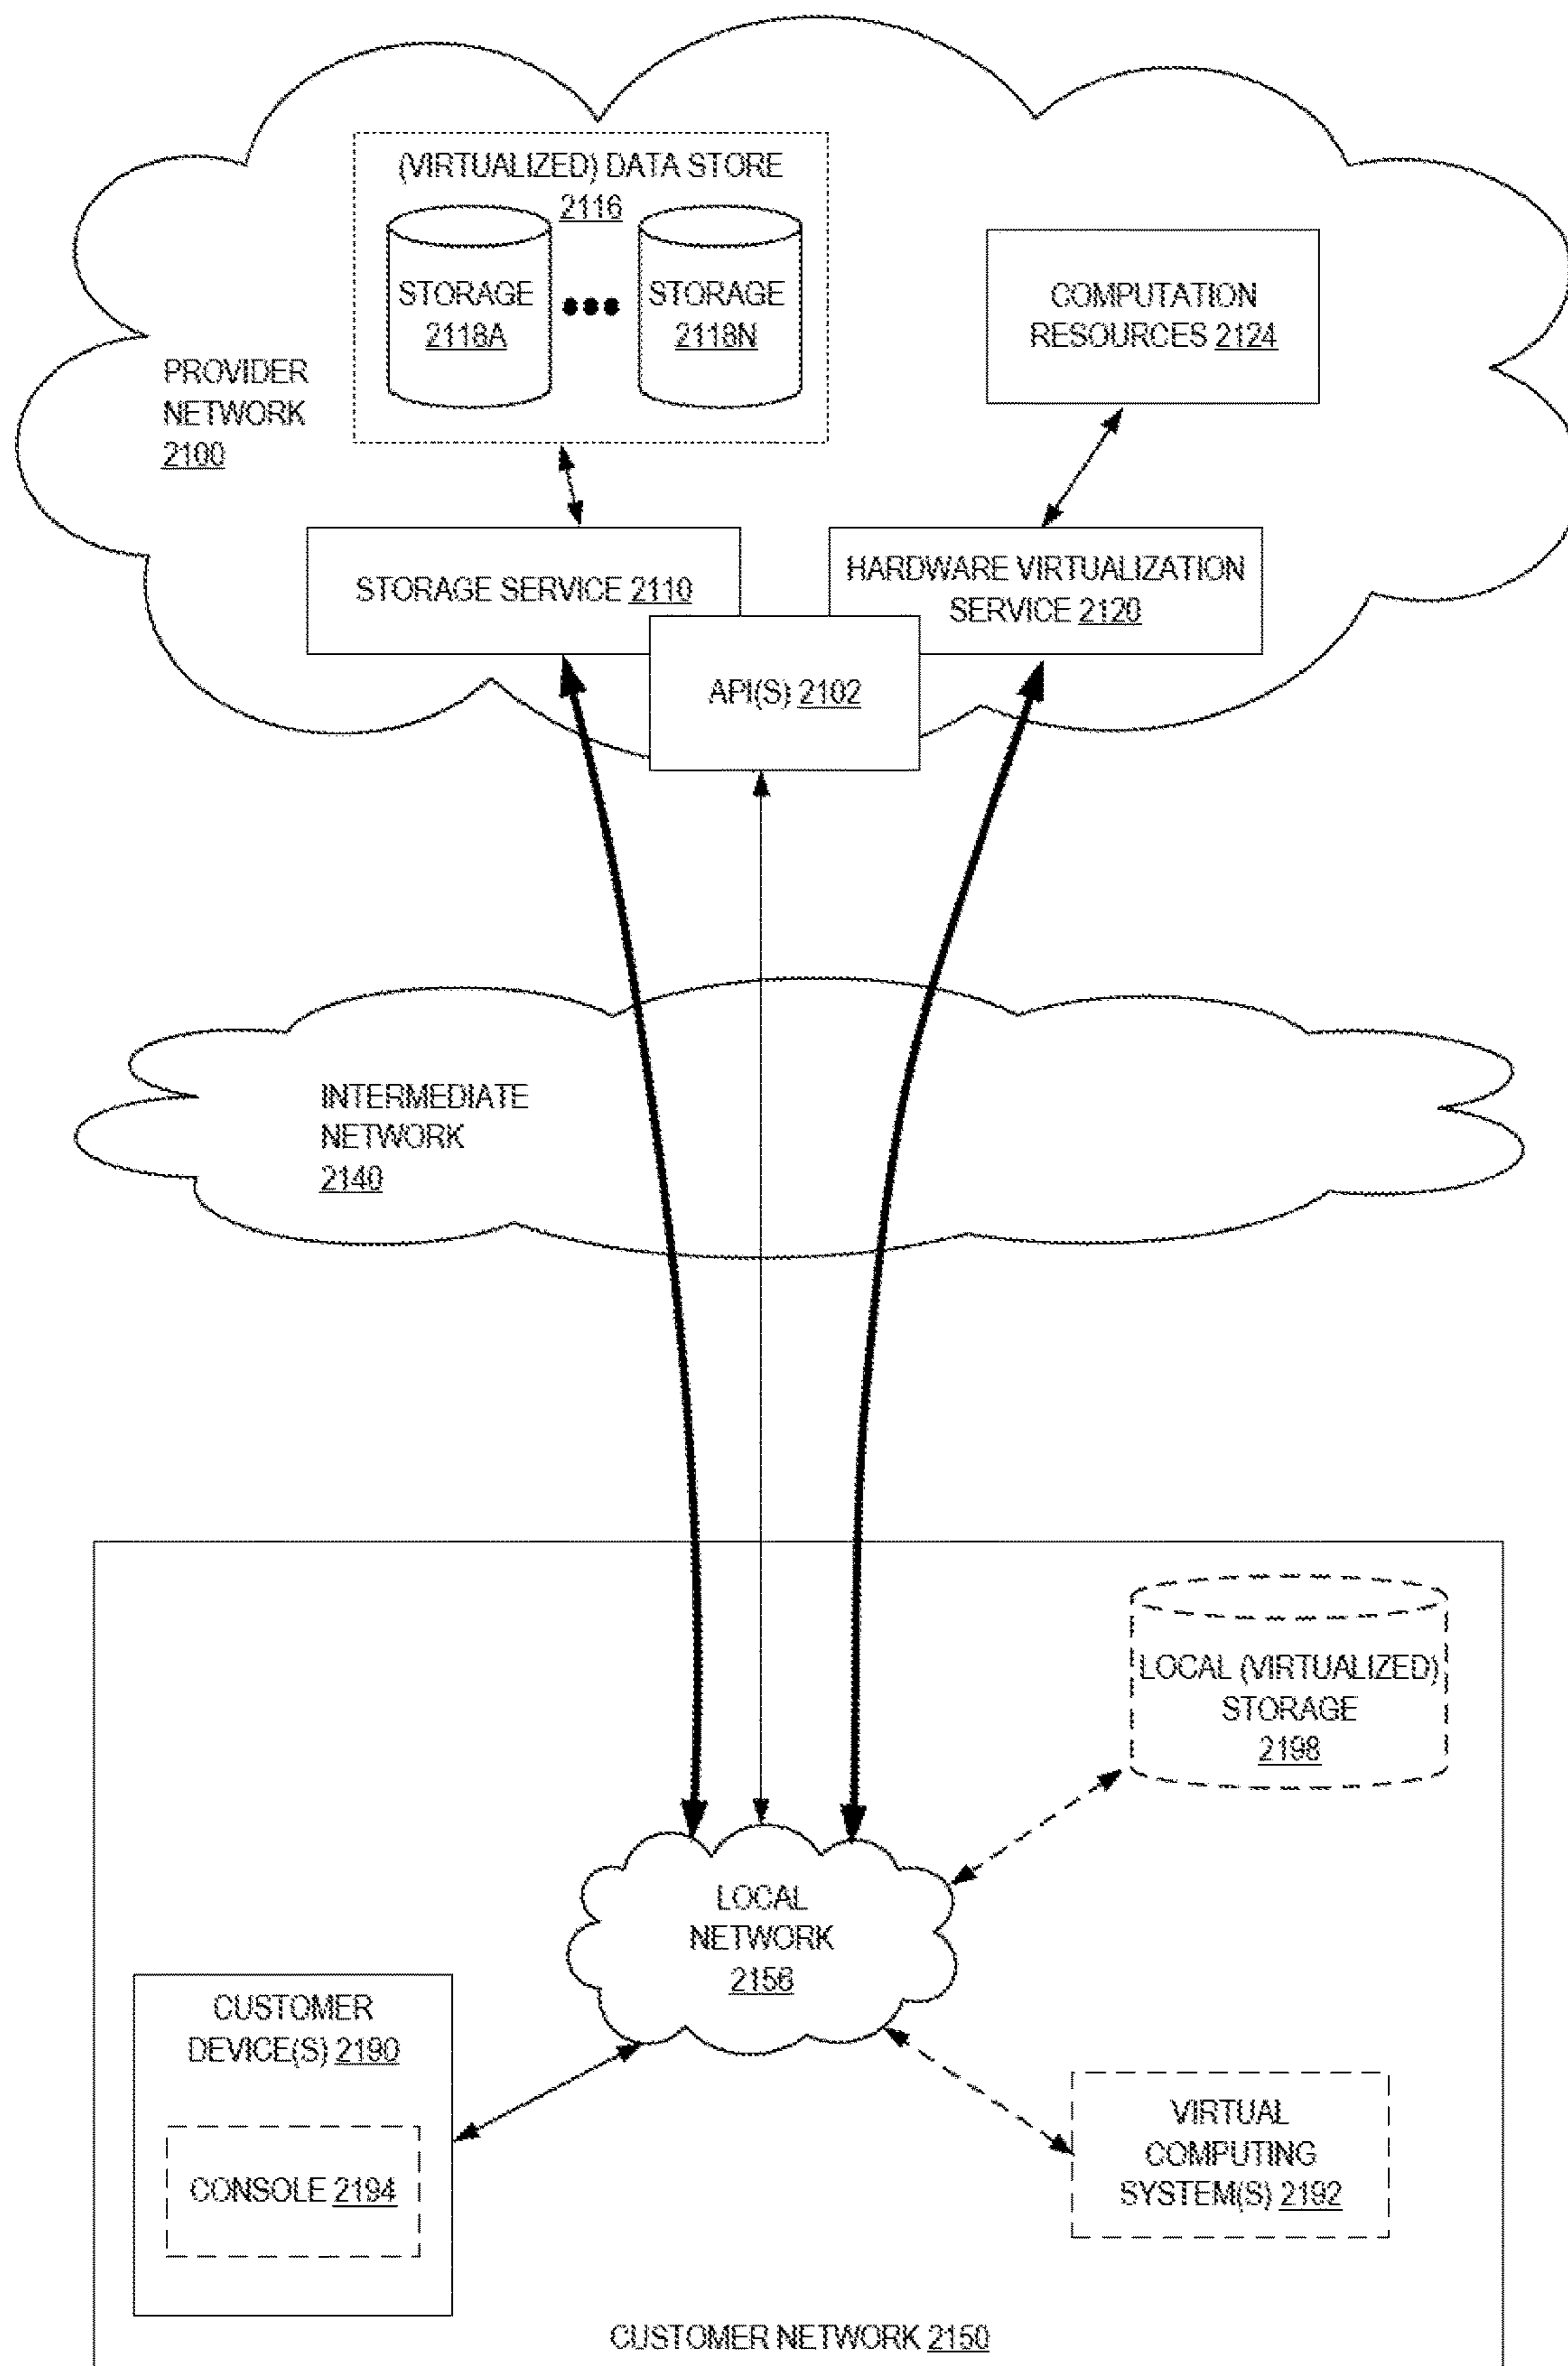 (VIRTUALIZED) DATA STORE
2116
STORAGE
2118A
STORAGE
2118N
COMPUTATION
RESOURCES 2124
PROVIDER
NETWORK
2100
STORAGE SERVICE 2110
HARDWARE VIRTUALIZATION
SERVICE 2120
API(S) 2102
INTERMEDIATE
NETWORK
2140
LOCAL (VIRTUALIZED)
STORAGE
2198
LOCAL
NETWORK
2156
CUSTOMER
DEVICE(S) 2190
CONSOLE 2194
VIRTUAL
COMPUTING
SYSTEM(S) 2192
CUSTOMER NETWORK 2150